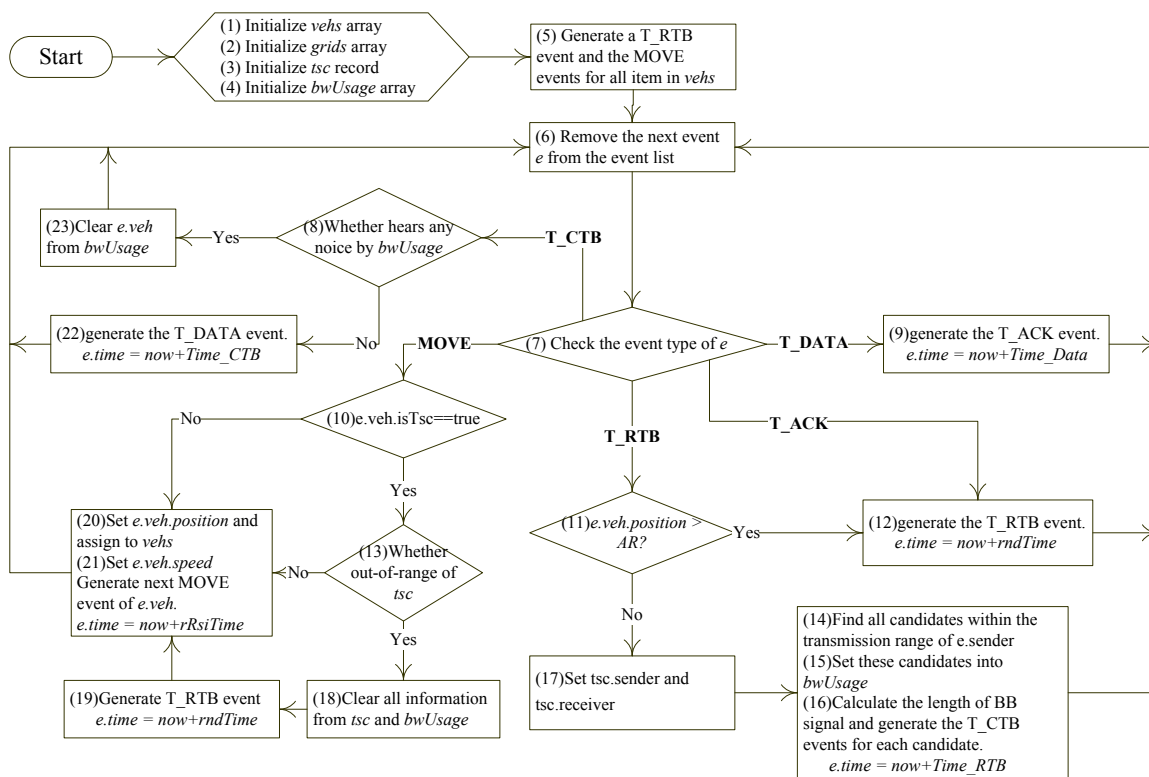 Start
(1) Initialize vehs array
(2) Initialize grids array
(3) Initialize tsc record
(4) Initialize bwUsage array
(5) Generate a T_RTB
event and the MOVE
events for all item in vehs
(6) Remove the next event
e from the event list
(23)Clear e.veh
from bwUsage
Yes
(8)Whether hears any
noice by bwUsage
T_CTB
(22)generate the T_DATA event.
e.time = now+Time_CTB
No
MOVE
(7) Check the event type of e
T_DATA
(9)generate the T_ACK event.
e.time = now+Time_Data
No
(10)e.veh.isTsc==true
T_RTB
T_ACK
Yes
(20)Set e.veh.position and
assign to vehs
(21)Set e.veh.speed
Generate next MOVE
event of e.veh.
e.time = now+rRsiTime
No
(13)Whether
out-of-range of
tsc
(11)e.veh.position >
AR?
Yes
(12)generate the T_RTB event.
e.time = now+rndTime
Yes
No
(19)Generate T_RTB event
e.time = now+rndTime
(18)Clear all information
from tsc and bwUsage
(17)Set tsc.sender and
tsc.receiver
(14)Find all candidates within the
transmission range of e.sender
(15)Set these candidates into
bwUsage
(16)Calculate the length of BB
signal and generate the T_CTB
events for each candidate.
e.time = now+Time_RTB